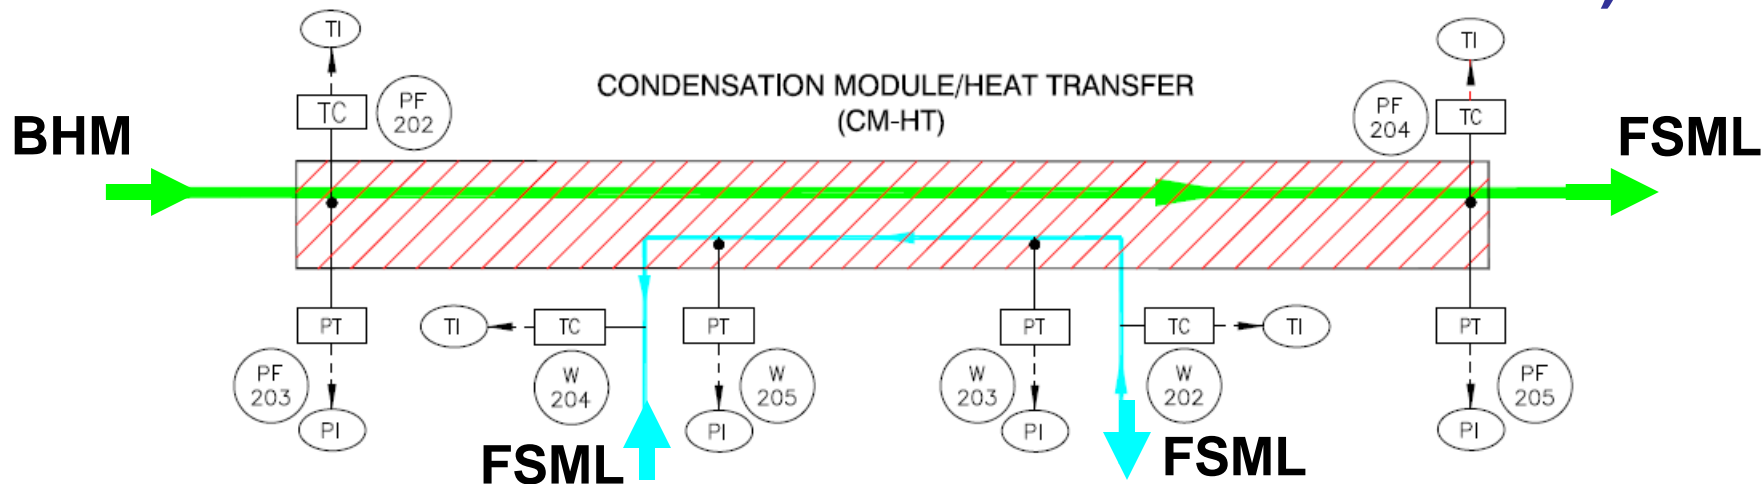 TI
TI
CONDENSATION MODULE/HEAT TRANSFER
(CM-HT)
TC
PF
202
PF
204
TC
BHM
FSML
PT
TI
TC
PT
PT
TC
TI
PT
PF
203
W
204
W
205
W
203
W
202
PF
205
PI
PI
PI
PI
FSML
FSML